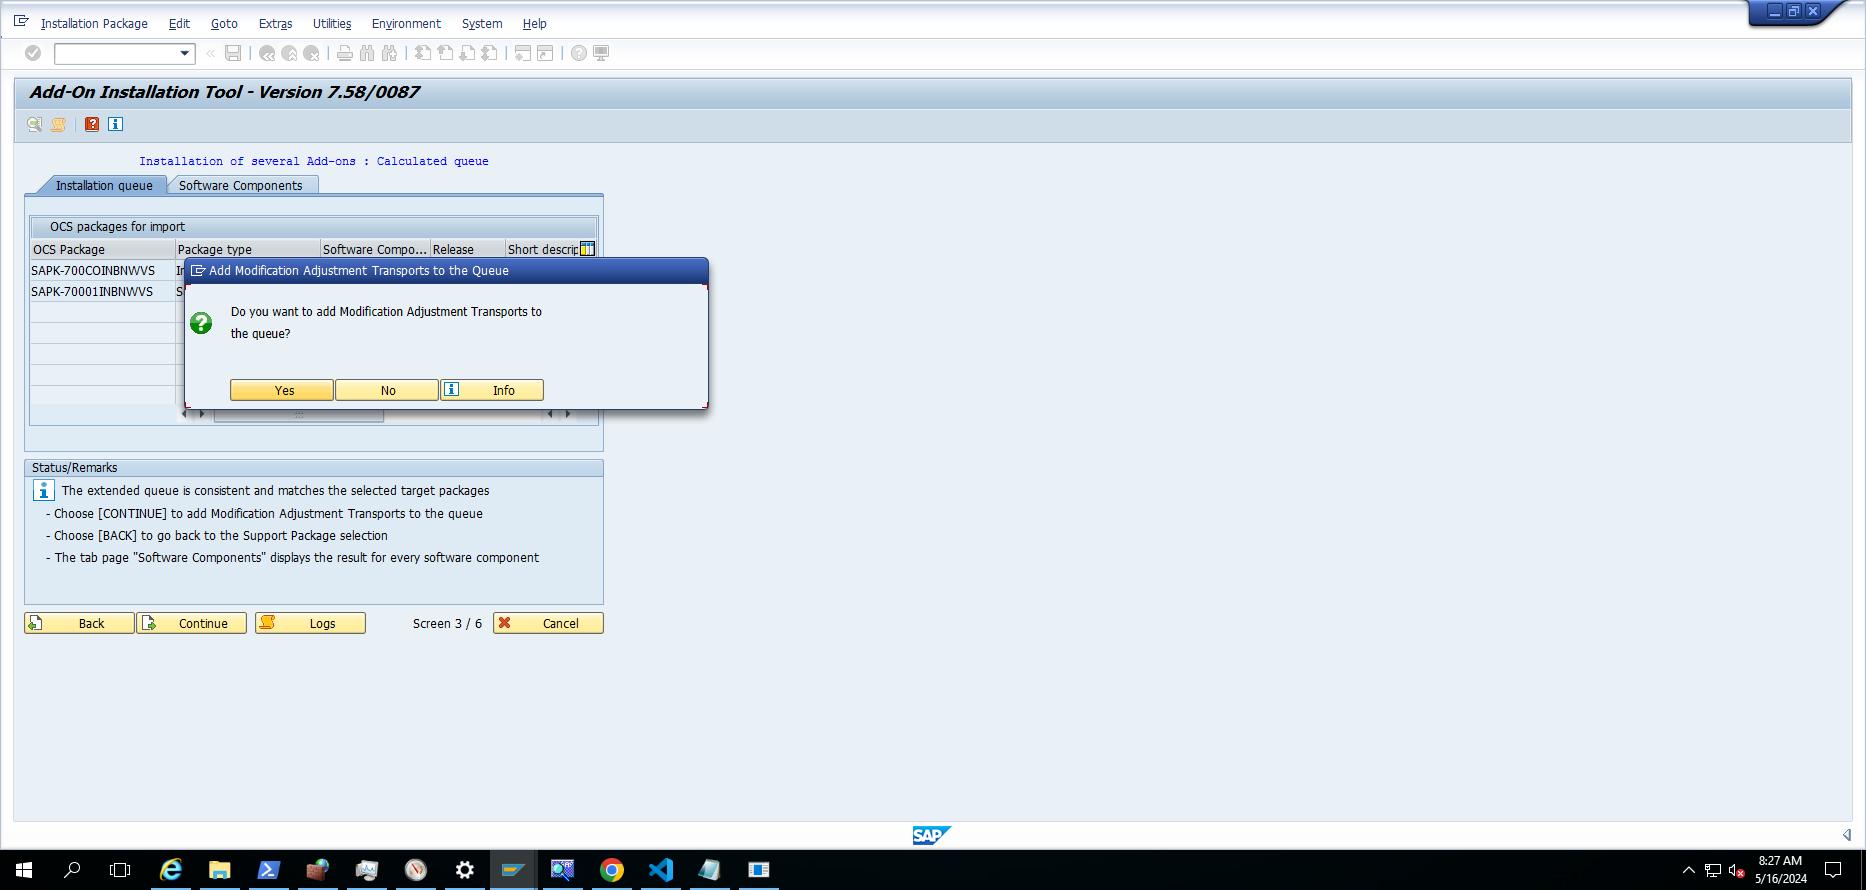 Installation Package Edit Goto Extras Utilities Environment System Help
Add-On Installation Tool - Version 7.58/0087
Installation of several Add-ons : Calculated queue
Installation queue Software Components
OCS packages for import
OCS Package Package type Software Compo... Release Short descrip
SAPK-700COINBNWVS
SAPK-70001INBNWVS
Add Modification Adjustment Transports to the Queue
Do you want to add Modification Adjustment Transports to
the queue?
Yes No Info
Status/Remarks
The extended queue is consistent and matches the selected target packages
- Choose [CONTINUE] to add Modification Adjustment Transports to the queue
- Choose [BACK] to go back to the Support Package selection
- The tab page "Software Components" displays the result for every software component
Back Continue Logs Screen 3 / 6 Cancel
SAP
8:27 AM
5/16/2024